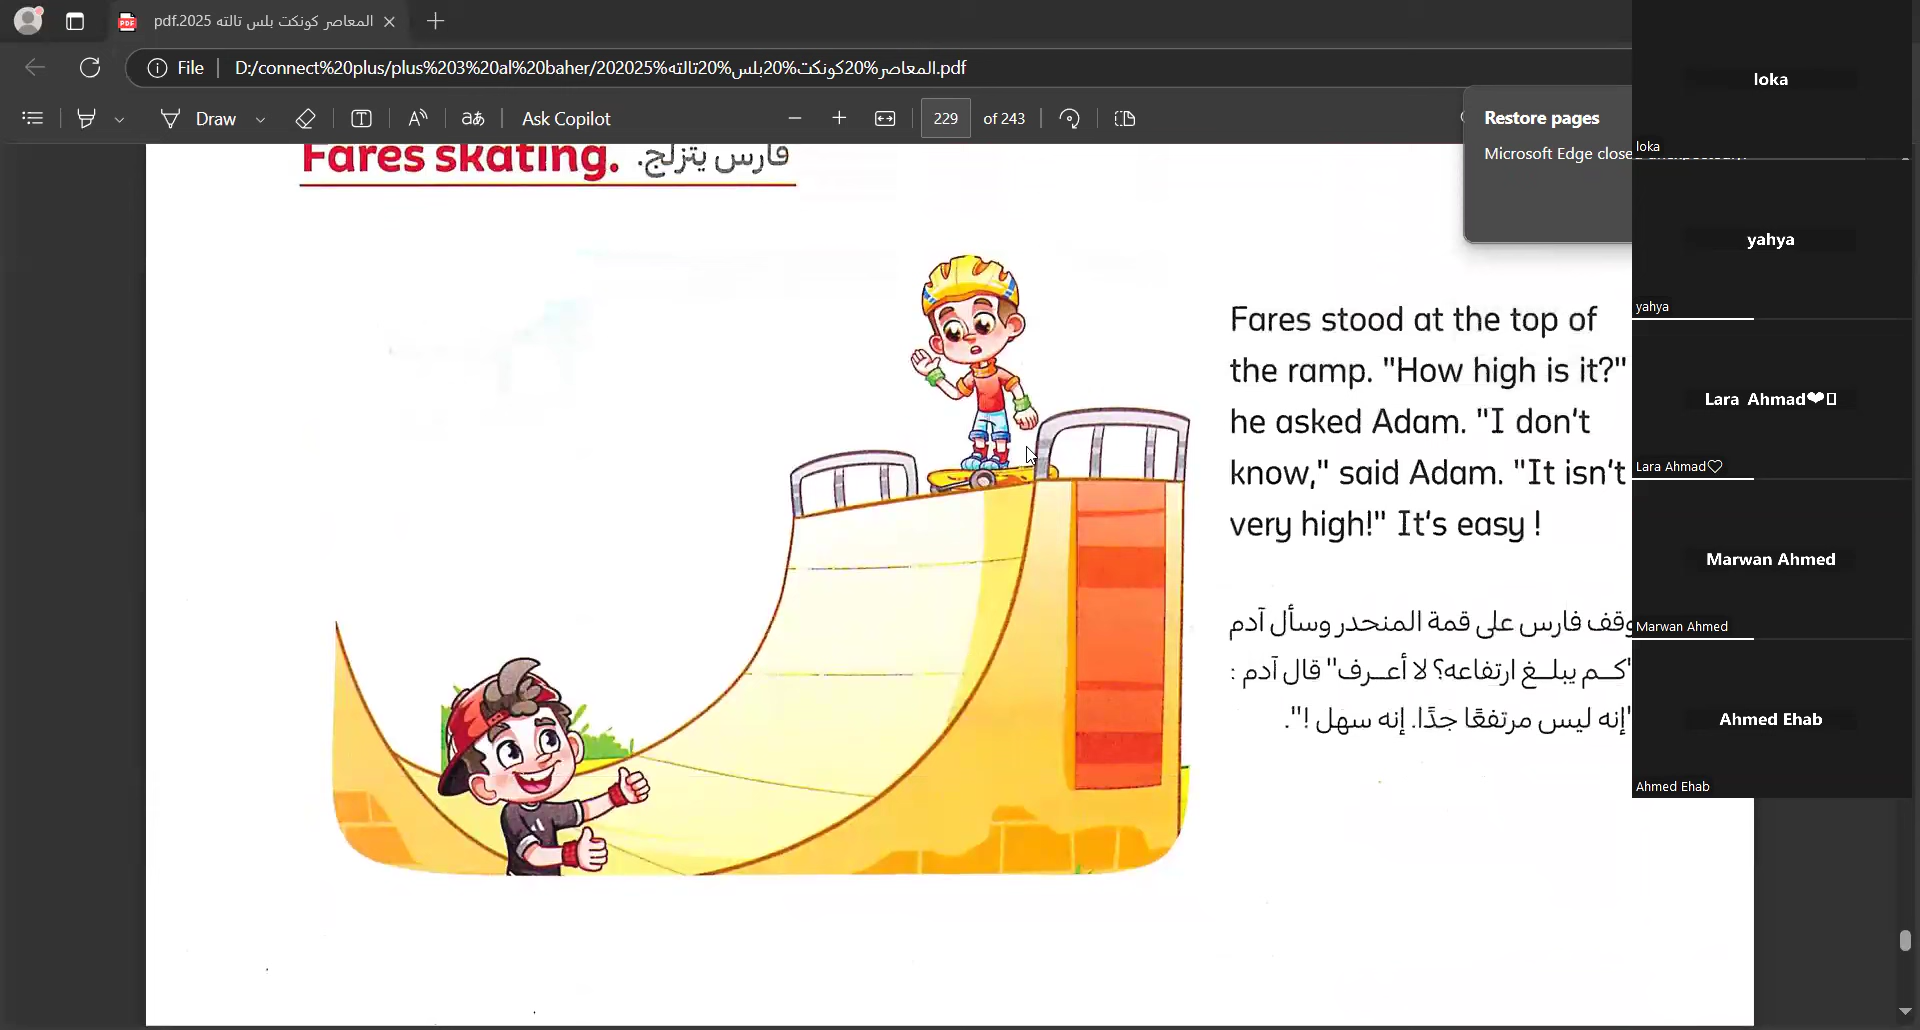 المعاصر كونكت بلس تالته 2025.pdf
File
D:/connect%20plus/plus%203%20al%20baher/202025%المعاصر%20كونكت%20بلس%20تالته.pdf
Draw
aあ
Ask Copilot
229 of 243
Restore pages
Microsoft Edge close
loka
loka
yahya
yahya
Lara Ahmad❤
Lara Ahmad♡
Marwan Ahmed
Marwan Ahmed
Ahmed Ehab
Ahmed Ehab
Fares skating. فارس يتزلج.
Fares stood at the top of
the ramp. "How high is it?"
he asked Adam. "I don't
know," said Adam. "It isn't
very high!" It's easy !
وقف فارس على قمة المنحدر وسأل آدم
"كم يبلغ ارتفاعه؟ لا أعرف" قال آدم :
"إنه ليس مرتفعًا جدًا. إنه سهل !".